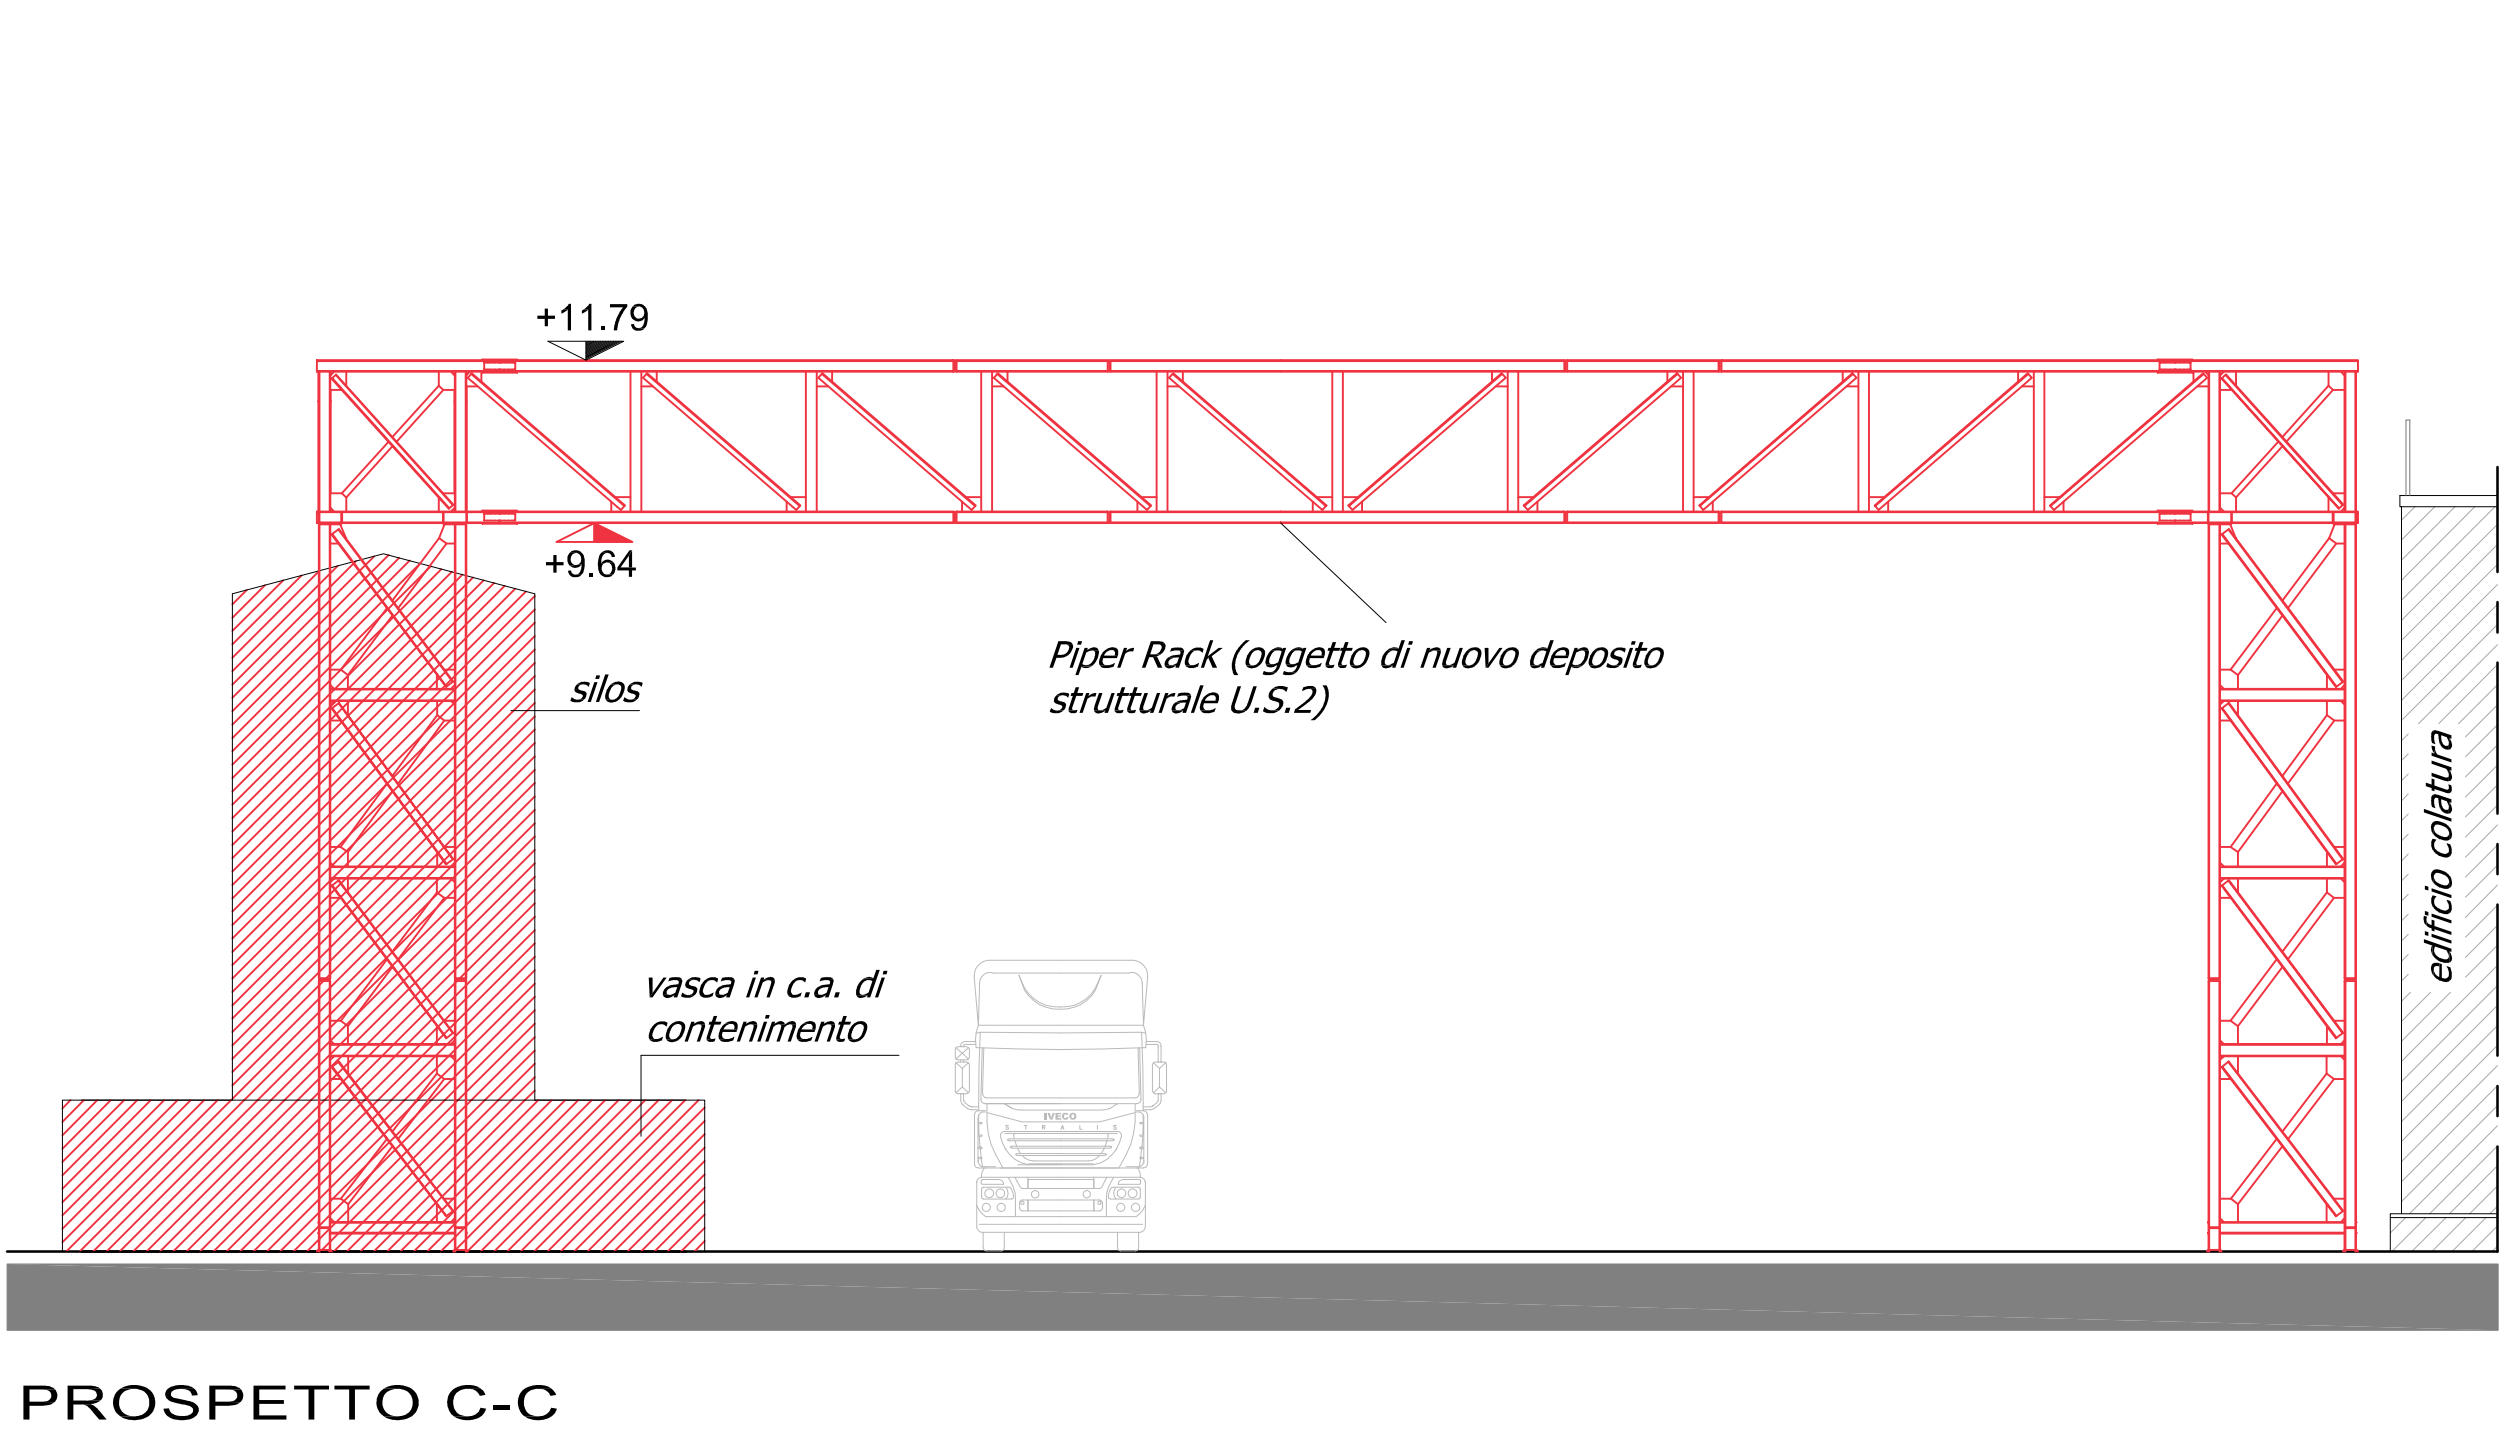 +11.79
+9.64
Piper Rack (oggetto di nuovo deposito
strutturale U.S.2)
silos
edificio colatura
vasca in c.a. di
contenimento
IVECO
S T R A L I S
PROSPETTO C-C